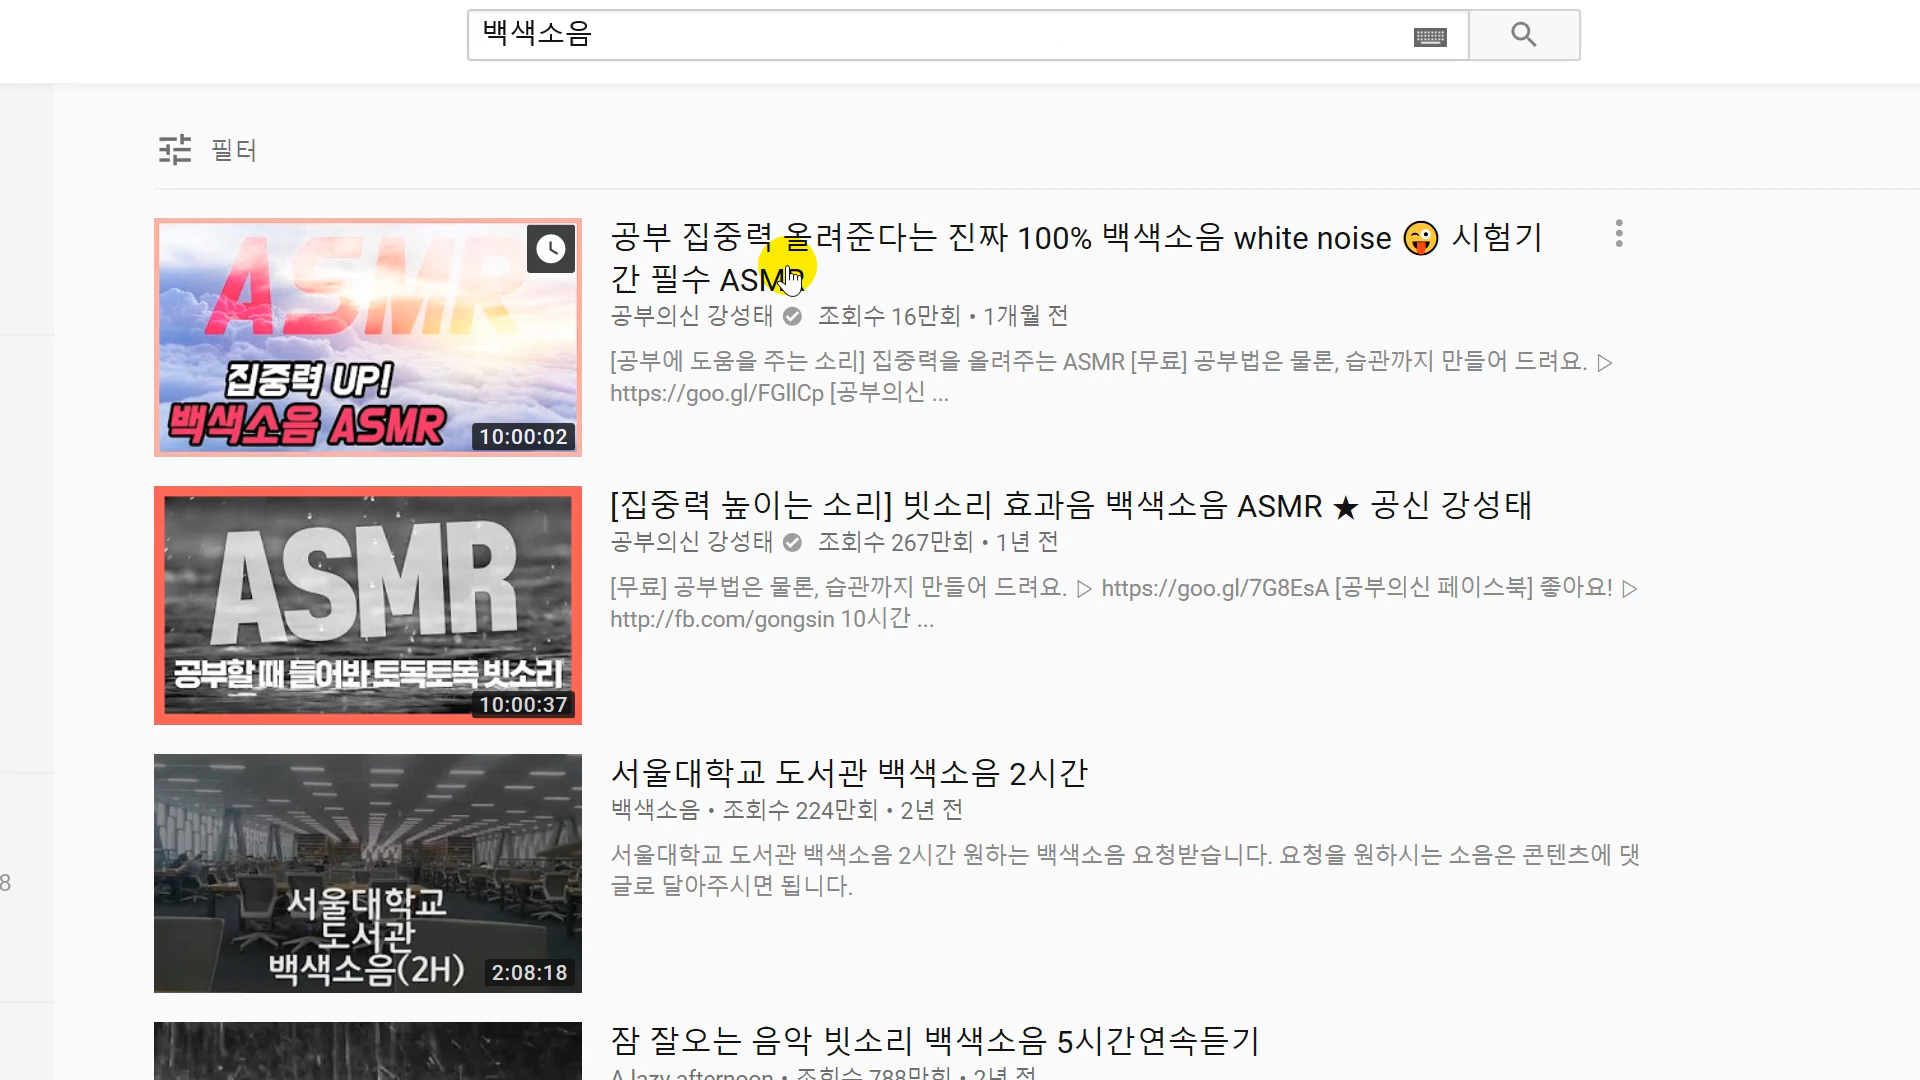 백색소음
필터
공부 집중력 올려준다는 진짜 100% 백색소음 white noise 😜 시험기
간 필수 ASMR
공부의신 강성태 조회수 16만회 • 1개월 전
[공부에 도움을 주는 소리] 집중력을 올려주는 ASMR [무료] 공부법은 물론, 습관까지 만들어 드려요. ▷
https://goo.gl/FGllCp [공부의신 ...
ASMR
집중력 UP!
백색소음 ASMR
10:00:02
[집중력 높이는 소리] 빗소리 효과음 백색소음 ASMR ★ 공신 강성태
공부의신 강성태 조회수 267만회 • 1년 전
[무료] 공부법은 물론, 습관까지 만들어 드려요. ▷ https://goo.gl/7G8EsA [공부의신 페이스북] 좋아요! ▷
http://fb.com/gongsin 10시간 ...
ASMR
공부할 때 들어봐 토독토독 빗소리
10:00:37
서울대학교 도서관 백색소음 2시간
백색소음 • 조회수 224만회 • 2년 전
서울대학교 도서관 백색소음 2시간 원하는 백색소음 요청받습니다. 요청을 원하시는 소음은 콘텐츠에 댓
글로 달아주시면 됩니다.
서울대학교
도서관
백색소음(2H)
2:08:18
8
잠 잘오는 음악 빗소리 백색소음 5시간연속듣기
A lazy afternoon • 조회수 788만회 • 2년 전